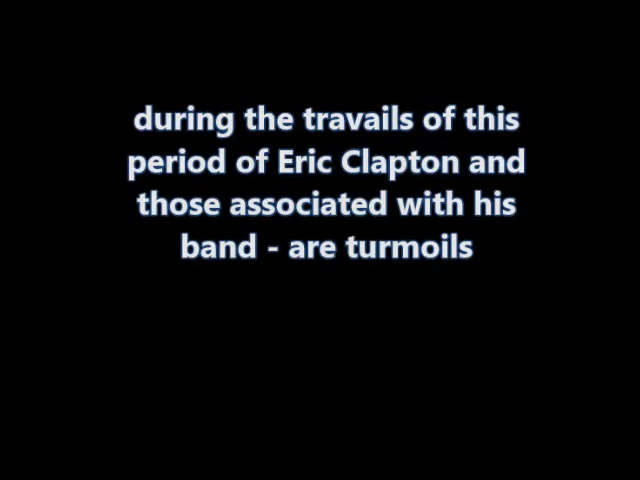 during the travails of this
period of Eric Clapton and
those associated with his
band - are turmoils